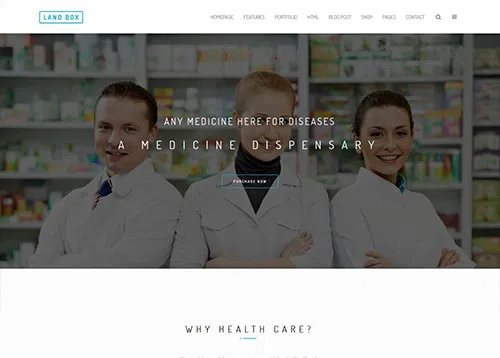 LAND BOX
HOMEPAGE FEATURES PORTFOLIO HTML BLOG POST SHOP PAGES CONTACT
ANY MEDICINE HERE FOR DISEASES
A MEDICINE DISPENSARY
PURCHASE NOW
WHY HEALTH CARE?